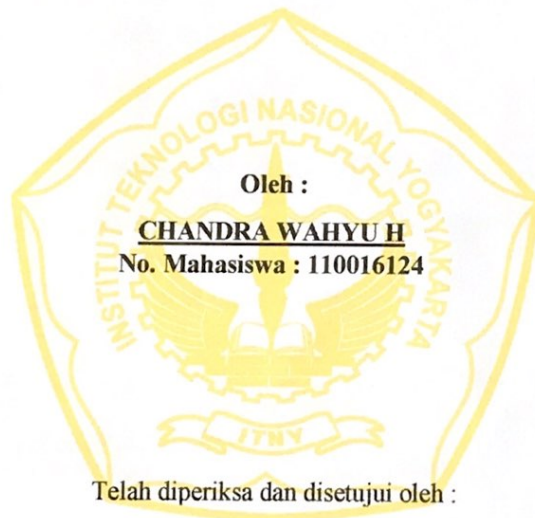 INSTITUT TEKNOLOGI NASIONAL YOGYAKARTA
Oleh :
CHANDRA WAHYU H
No. Mahasiswa : 110016124
ITNY
Telah diperiksa dan disetujui oleh :